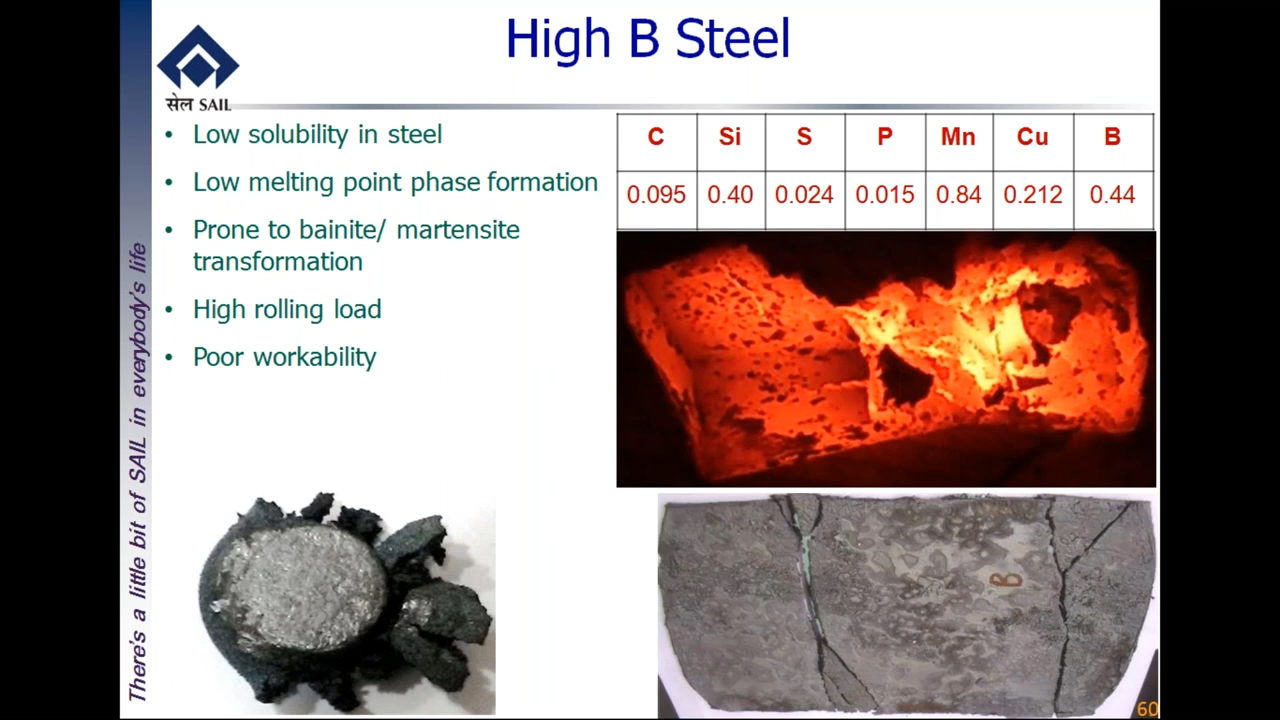 High B Steel
सेल SAIL
There's a little bit of SAIL in everybody's life
• Low solubility in steel
• Low melting point phase formation
• Prone to bainite/ martensite
transformation
• High rolling load
• Poor workability
C Si S P Mn Cu B
0.095 0.40 0.024 0.015 0.84 0.212 0.44
B
60